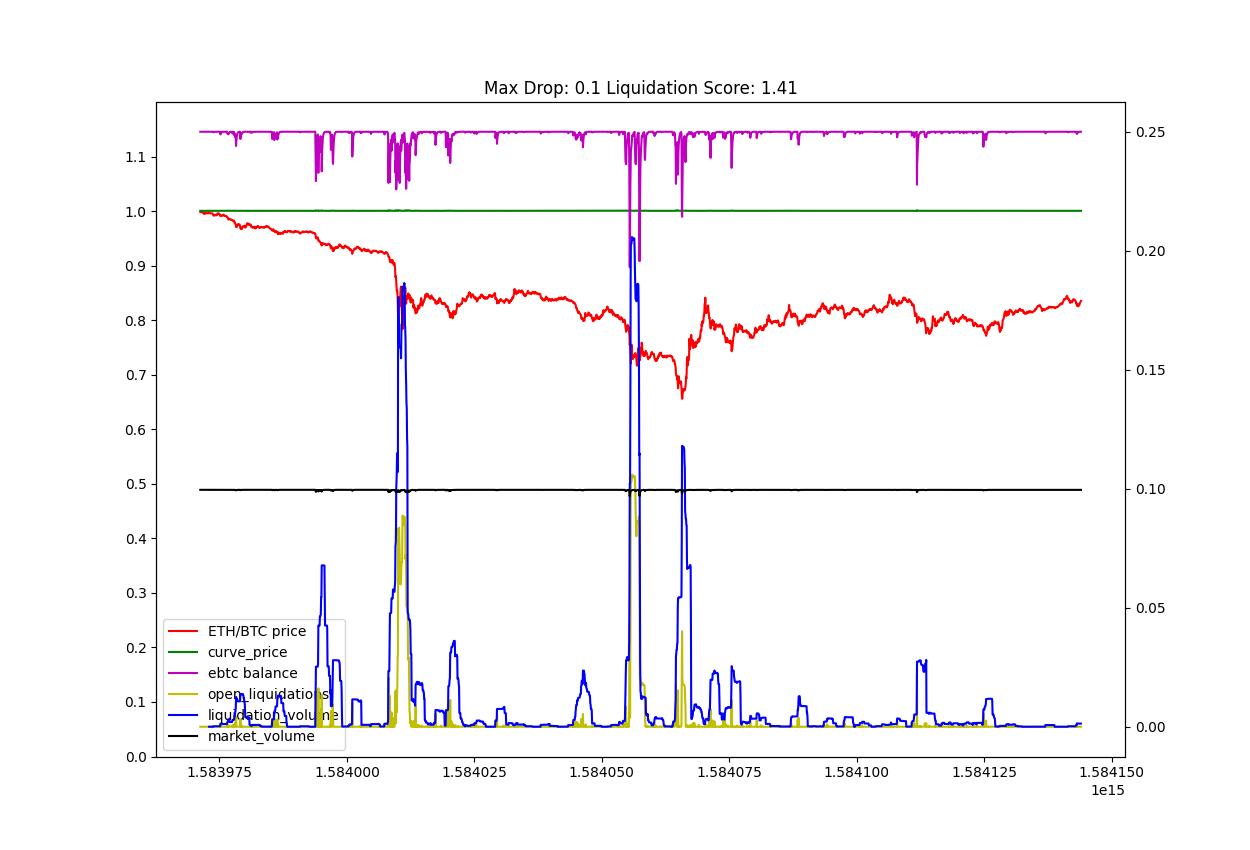 Max Drop: 0.1 Liquidation Score: 1.41
1.1
1.0
0.9
0.8
0.7
0.6
0.5
0.4
0.3
0.2
0.1
0.0
0.25
0.20
0.15
0.10
0.05
0.00
ETH/BTC price
curve_price
ebtc balance
open_liquidations
liquidation_volume
market_volume
1.583975 1.584000 1.584025 1.584050 1.584075 1.584100 1.584125 1.584150
1e15